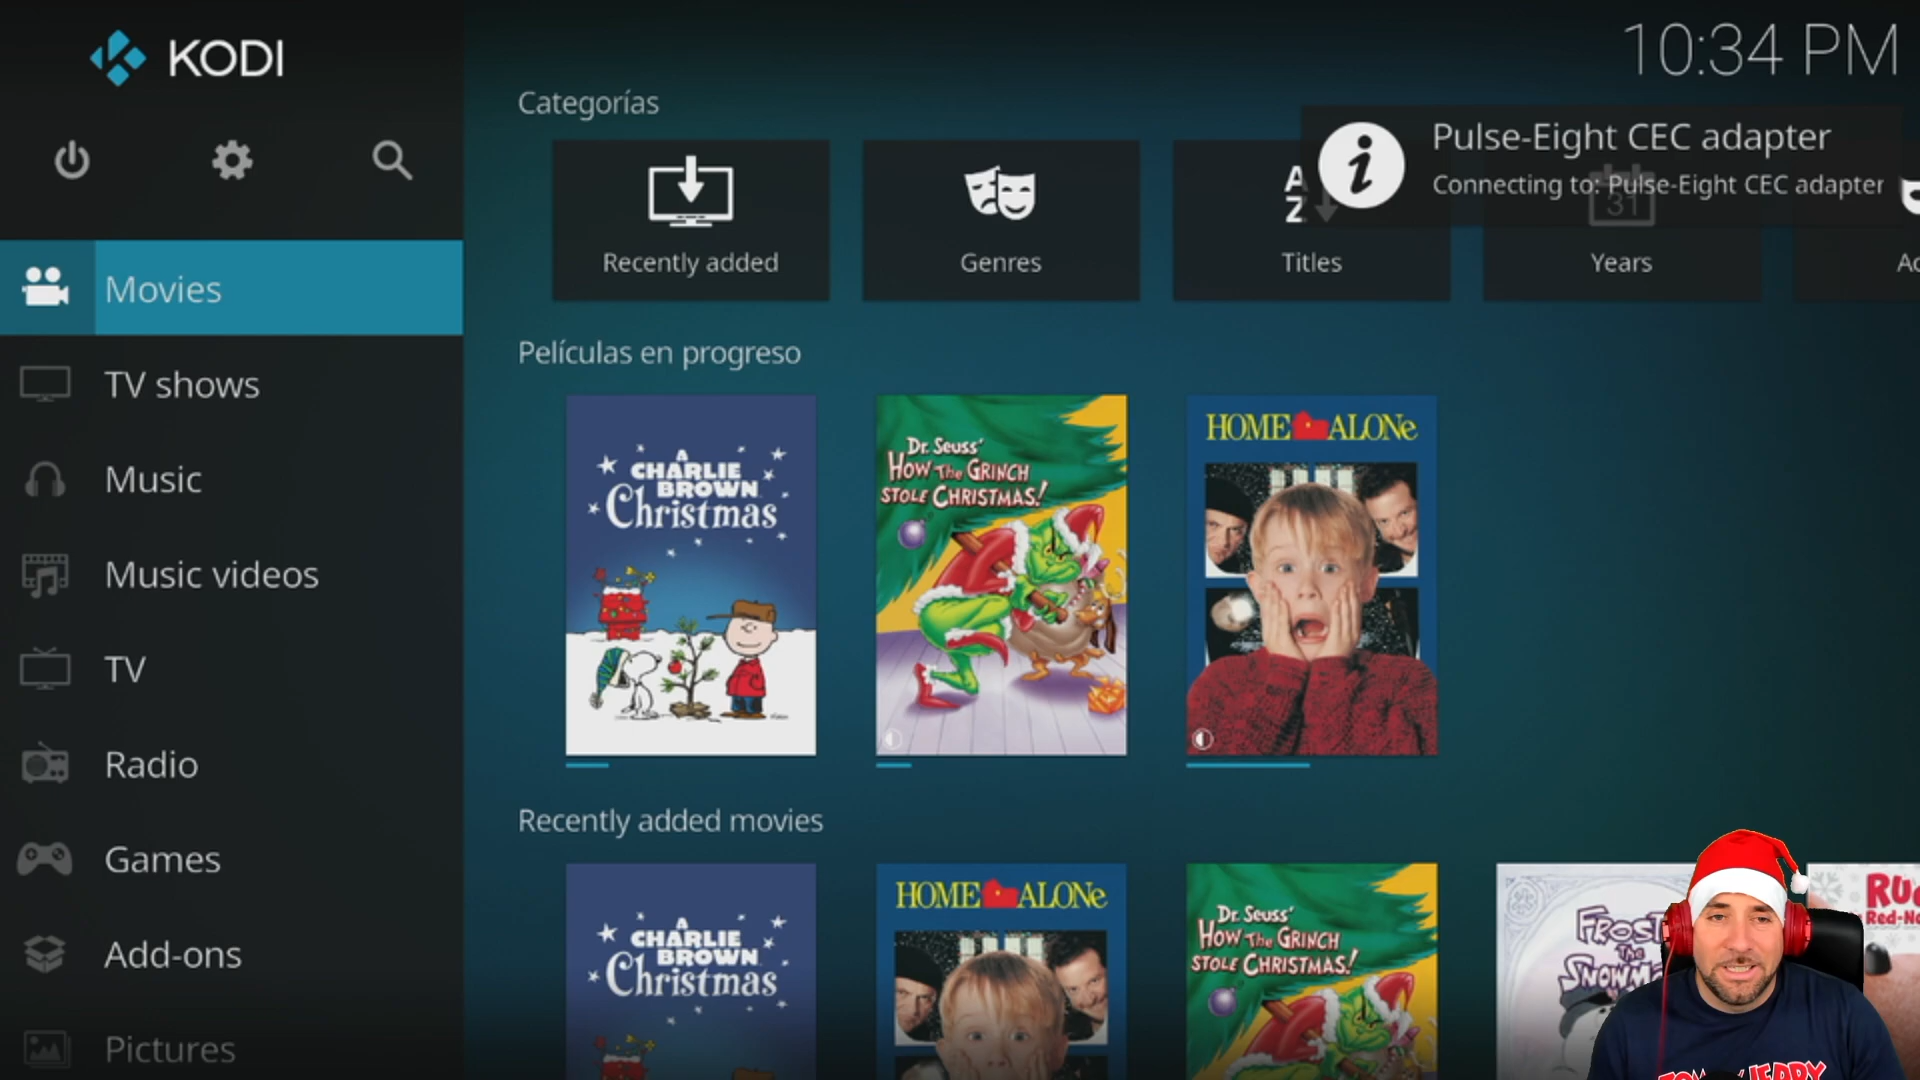 KODI
10:34 PM
Categorías
Pulse-Eight CEC adapter
Connecting to: Pulse-Eight CEC adapter
A
Z
31
Recently added
Genres
Titles
Years
Movies
TV shows
Music
Music videos
TV
Radio
Games
Add-ons
Pictures
Películas en progreso
A
CHARLIE
BROWN
Christmas
Dr. Seuss'
HOW THE GRINCH
STOLE CHRISTMAS!
HOME ALONe
Recently added movies
A
CHARLIE
BROWN
Christmas
HOME ALONe
Dr. Seuss'
HOW THE GRINCH
STOLE CHRISTMAS!
The